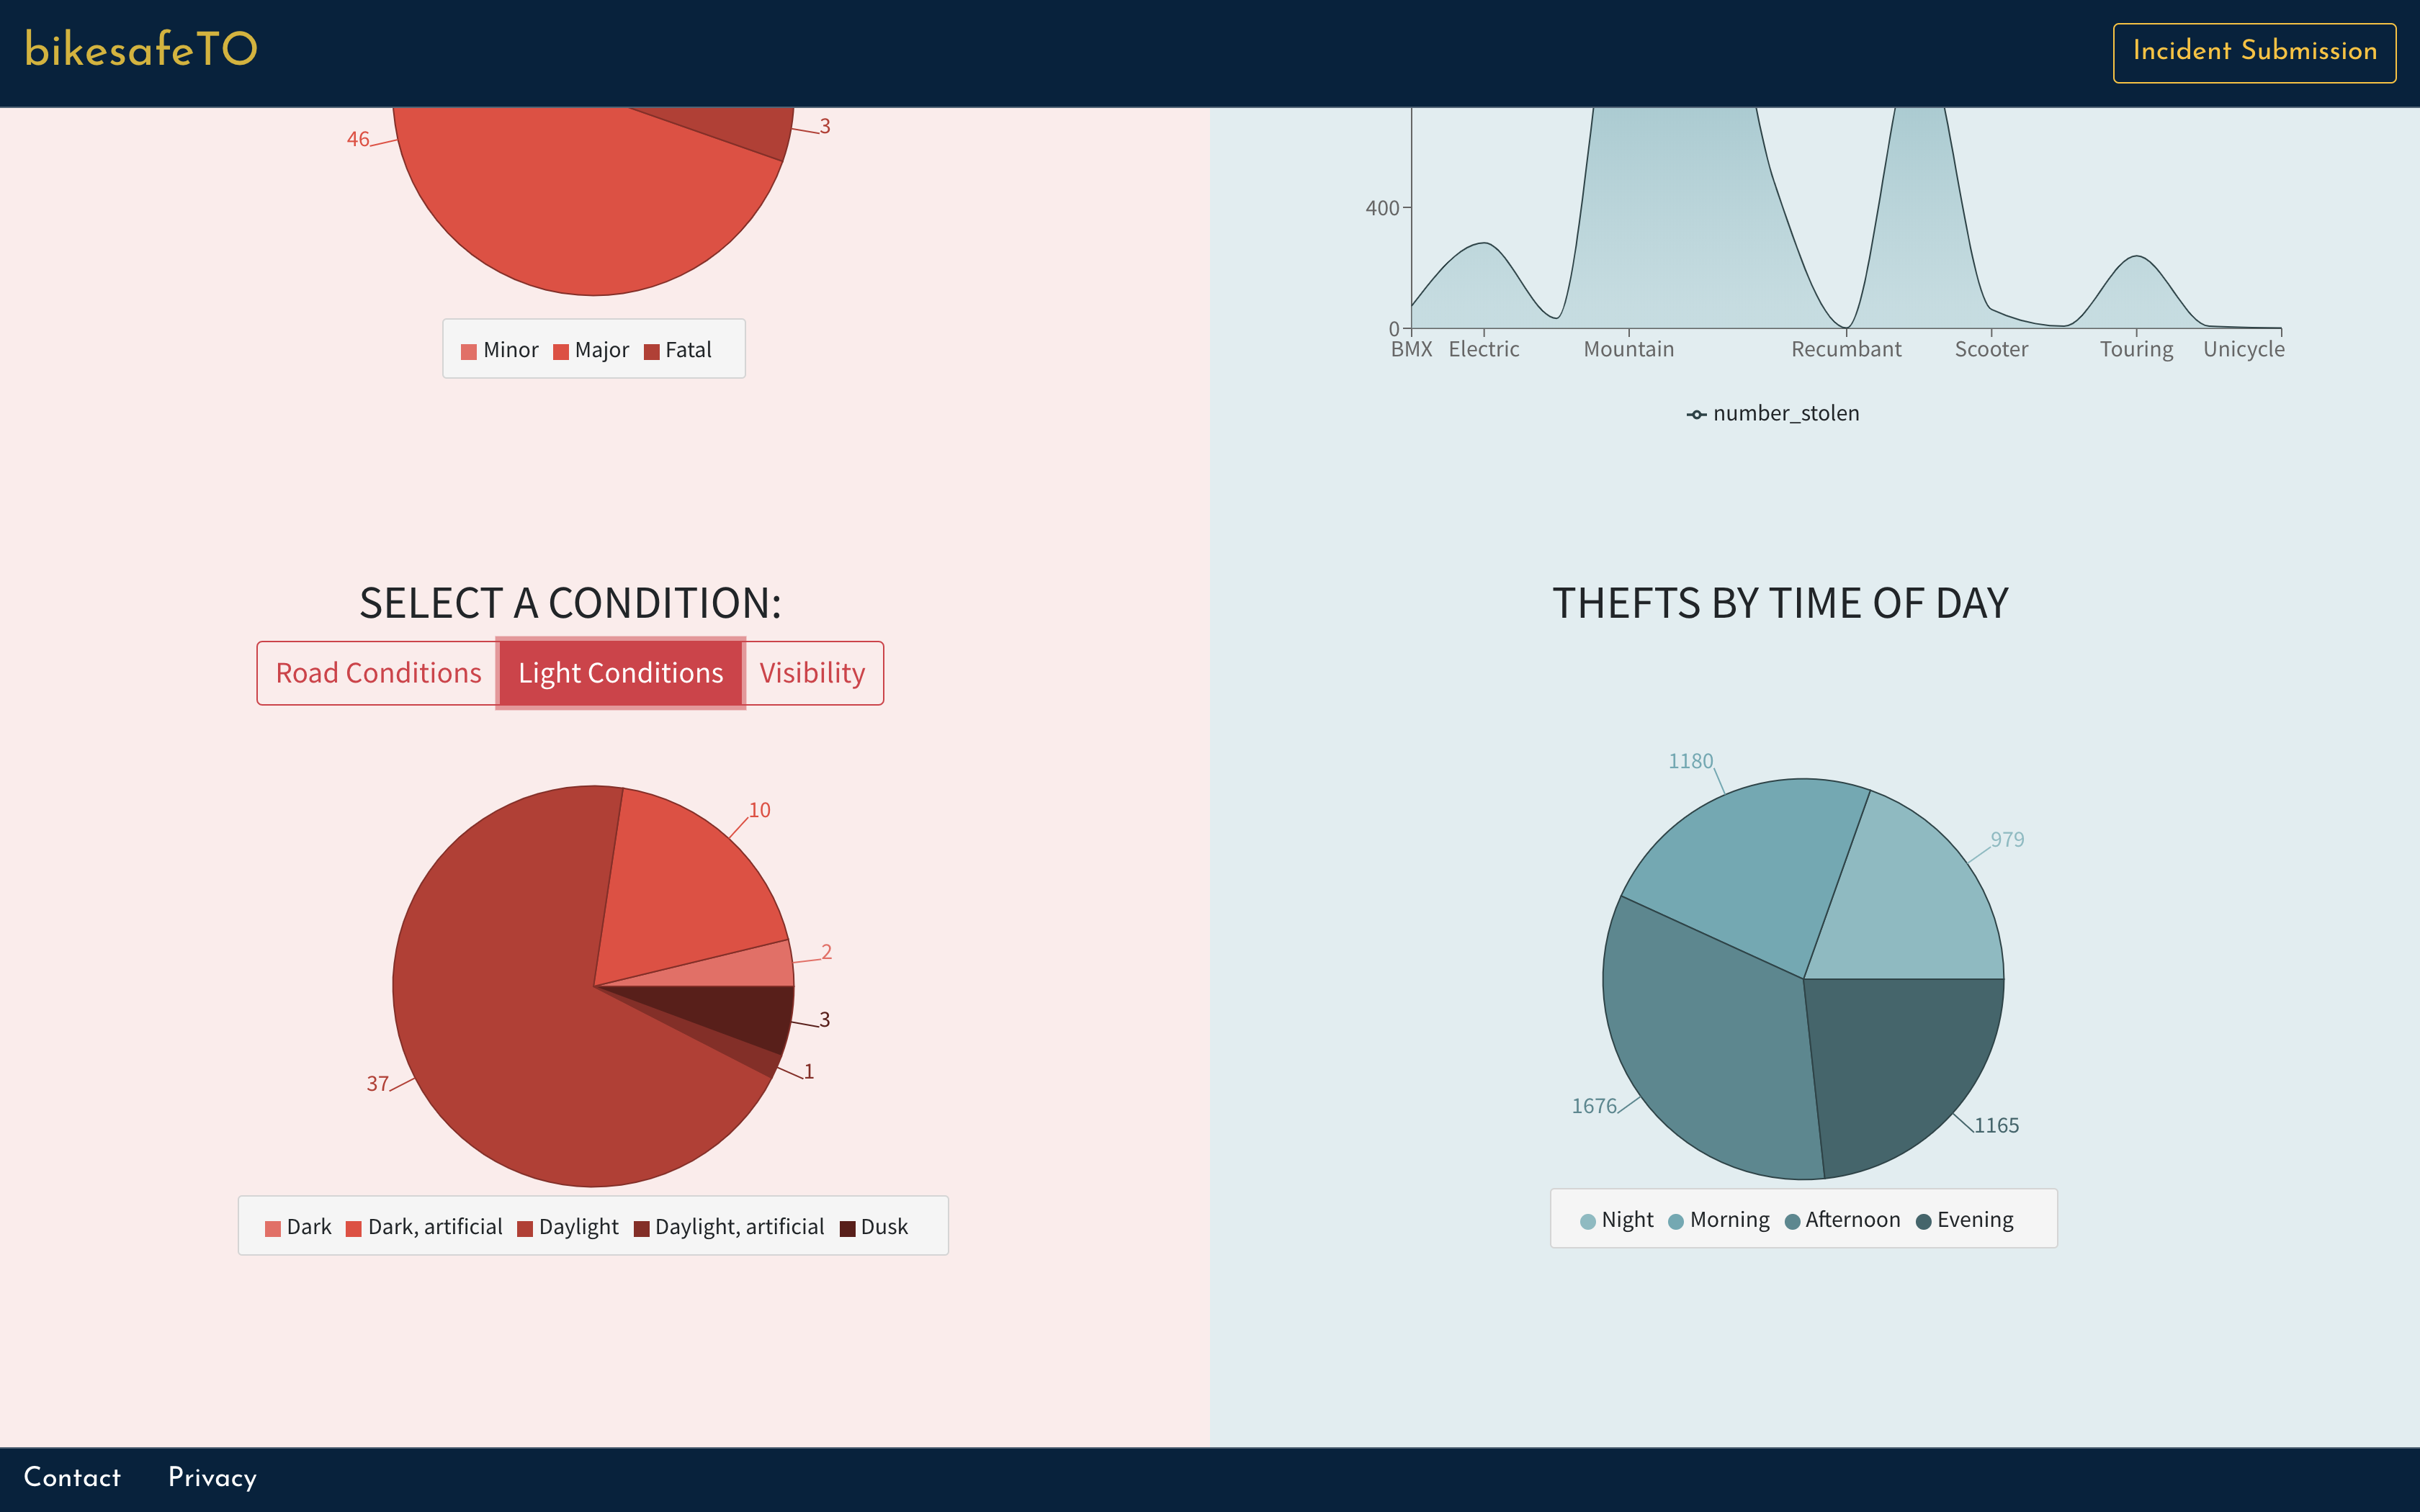 bikesafeTO
Incident Submission
46
3
Minor Major Fatal
400
0
BMX Electric Mountain Recumbant Scooter Touring Unicycle
number_stolen
SELECT A CONDITION:
Road Conditions Light Conditions Visibility
10
2
3
1
37
Dark Dark, artificial Daylight Daylight, artificial Dusk
THEFTS BY TIME OF DAY
1180
979
1676
1165
Night Morning Afternoon Evening
Contact Privacy